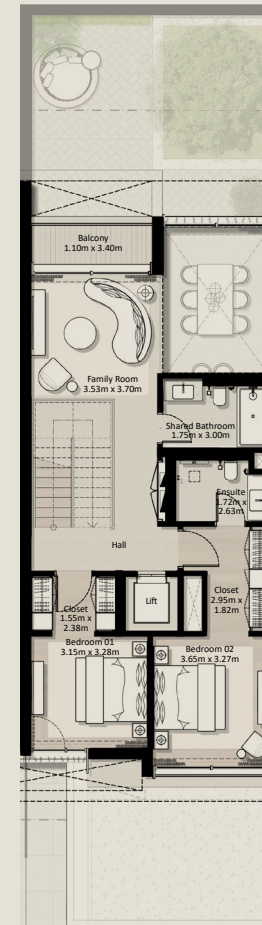 Balcony
1.10m x 3.40m
Family Room
3.53m x 3.70m
Shared Bathroom
1.75m x 3.00m
Ensuite
1.72m x
2.63m
Hall
Closet
1.55m x
2.38m
Lift
Closet
2.95m x
1.82m
Bedroom 01
3.15m x 3.28m
Bedroom 02
3.65m x 3.27m